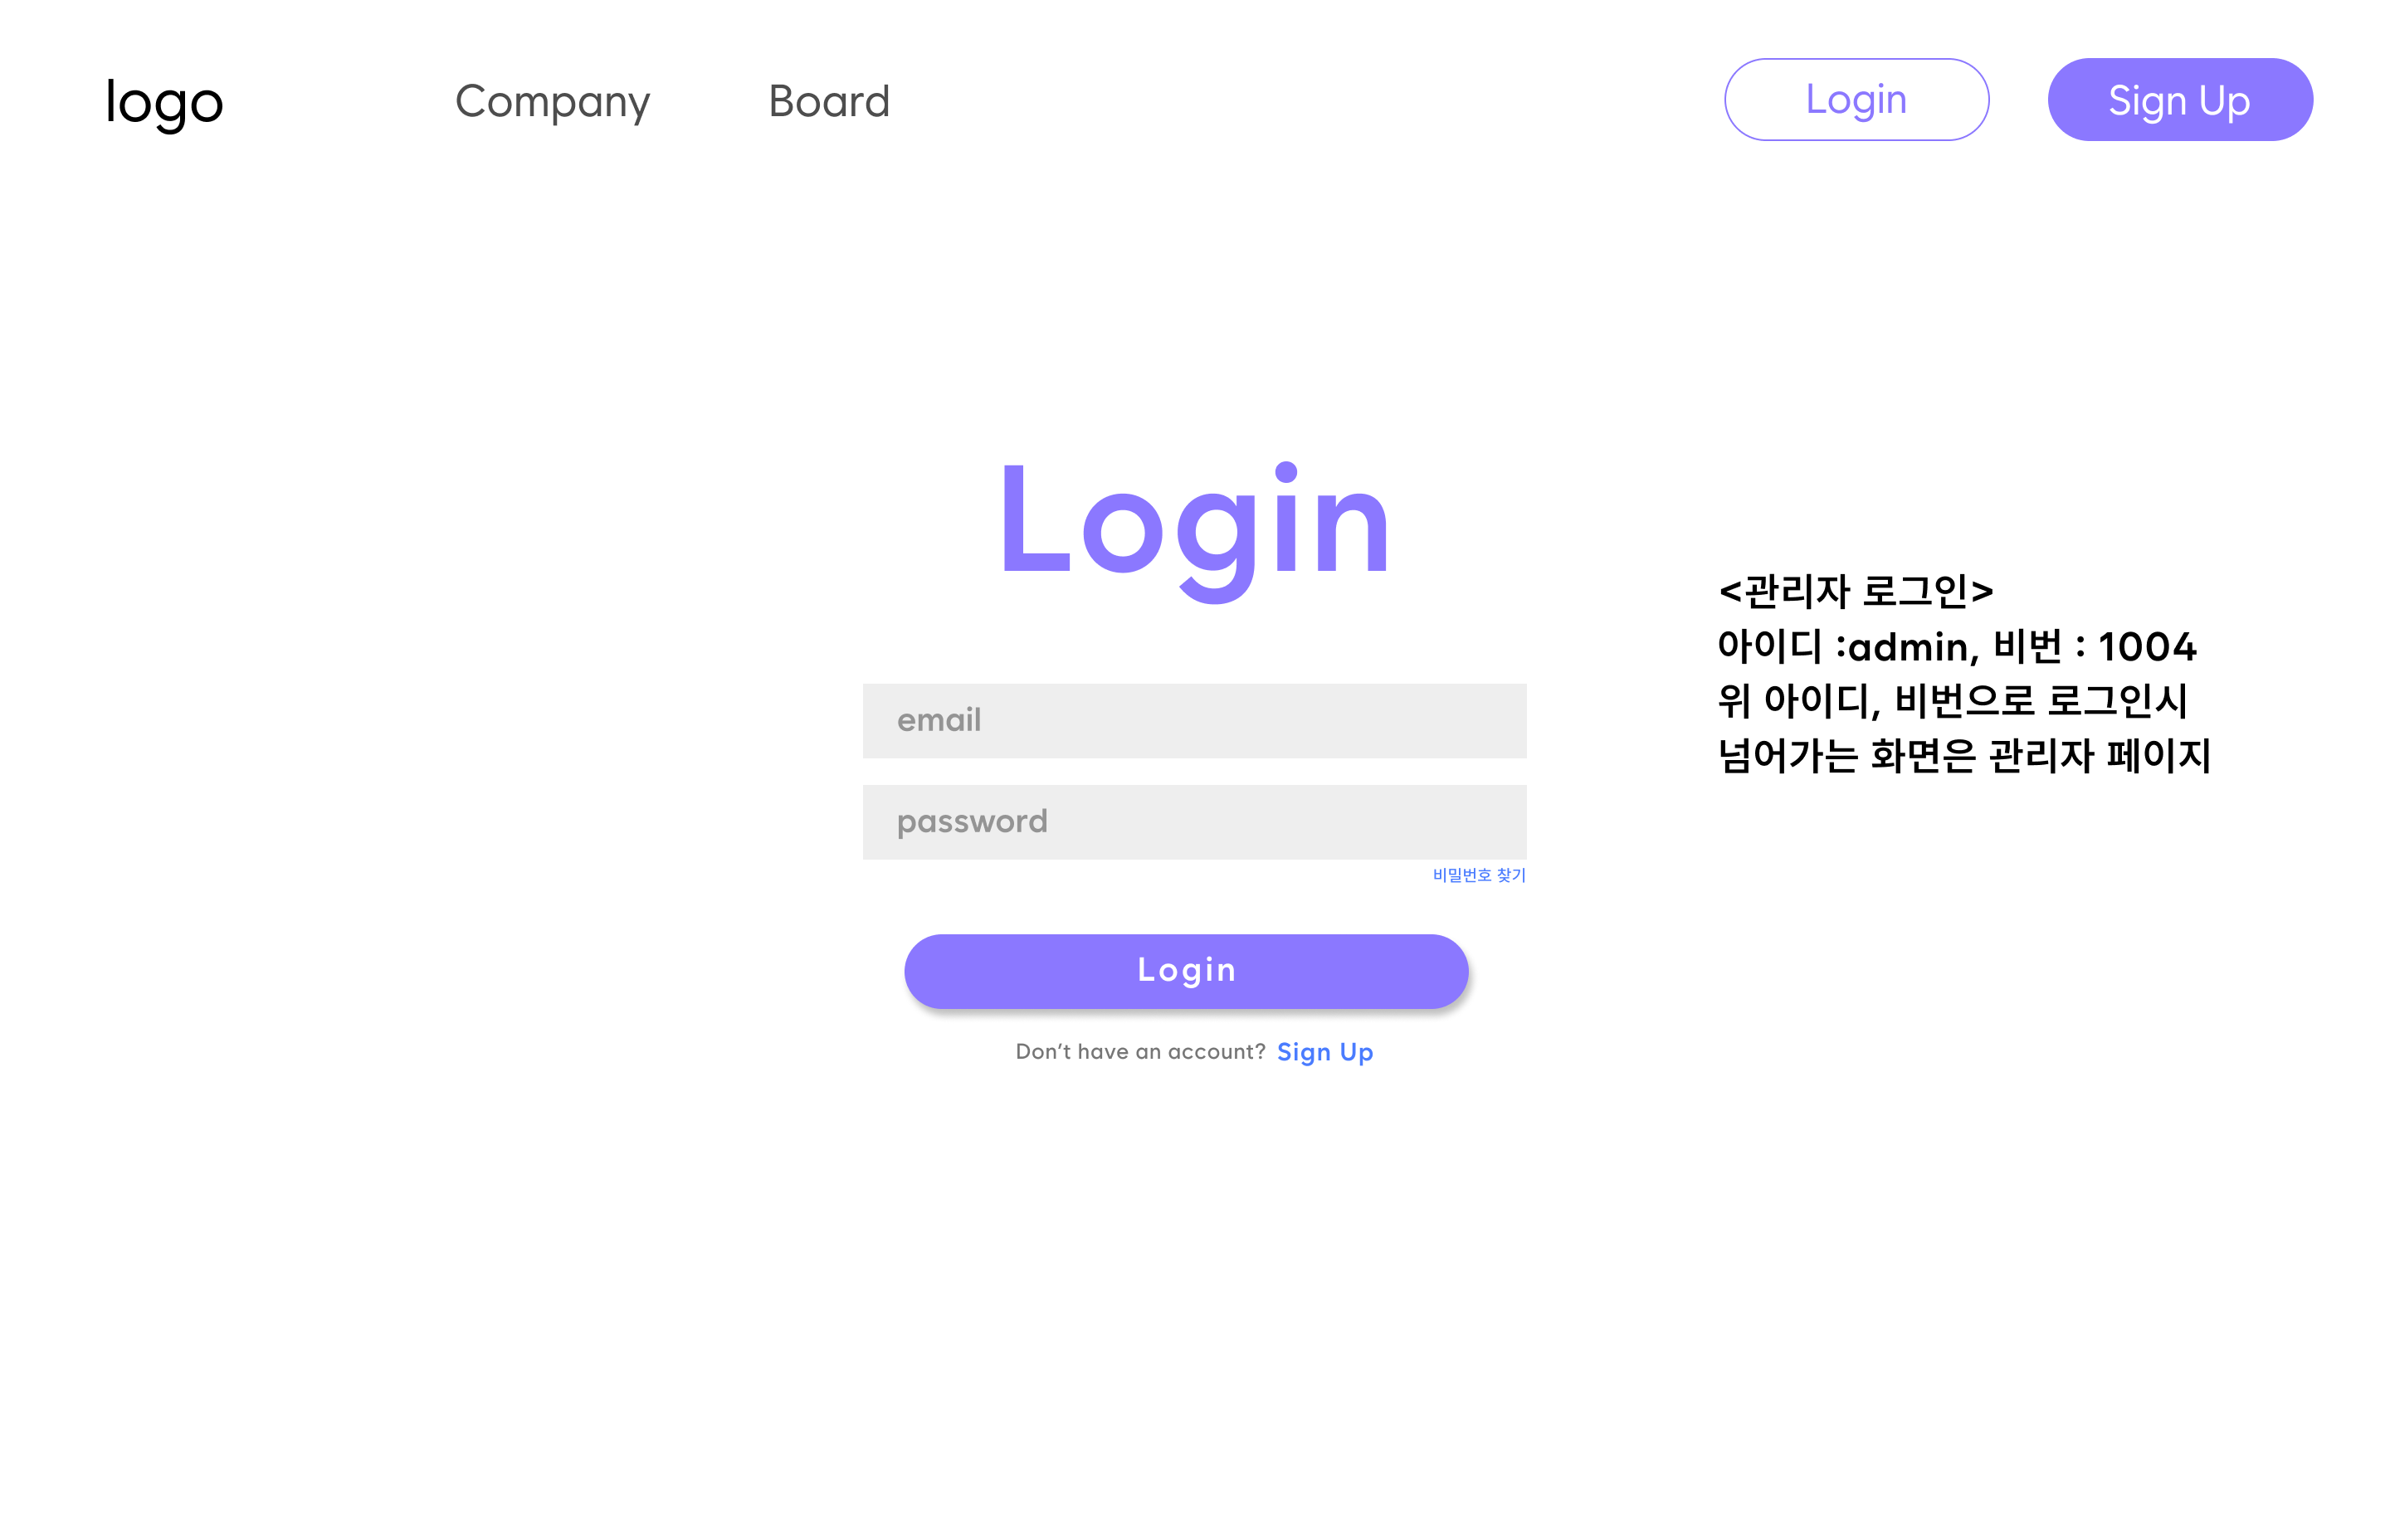 logo
Company
Board
Login
Sign Up
Login
email
password
비밀번호 찾기
Login
Don't have an account? Sign Up
<관리자 로그인>
아이디 :admin, 비번 : 1004
위 아이디, 비번으로 로그인시
넘어가는 화면은 관리자 페이지